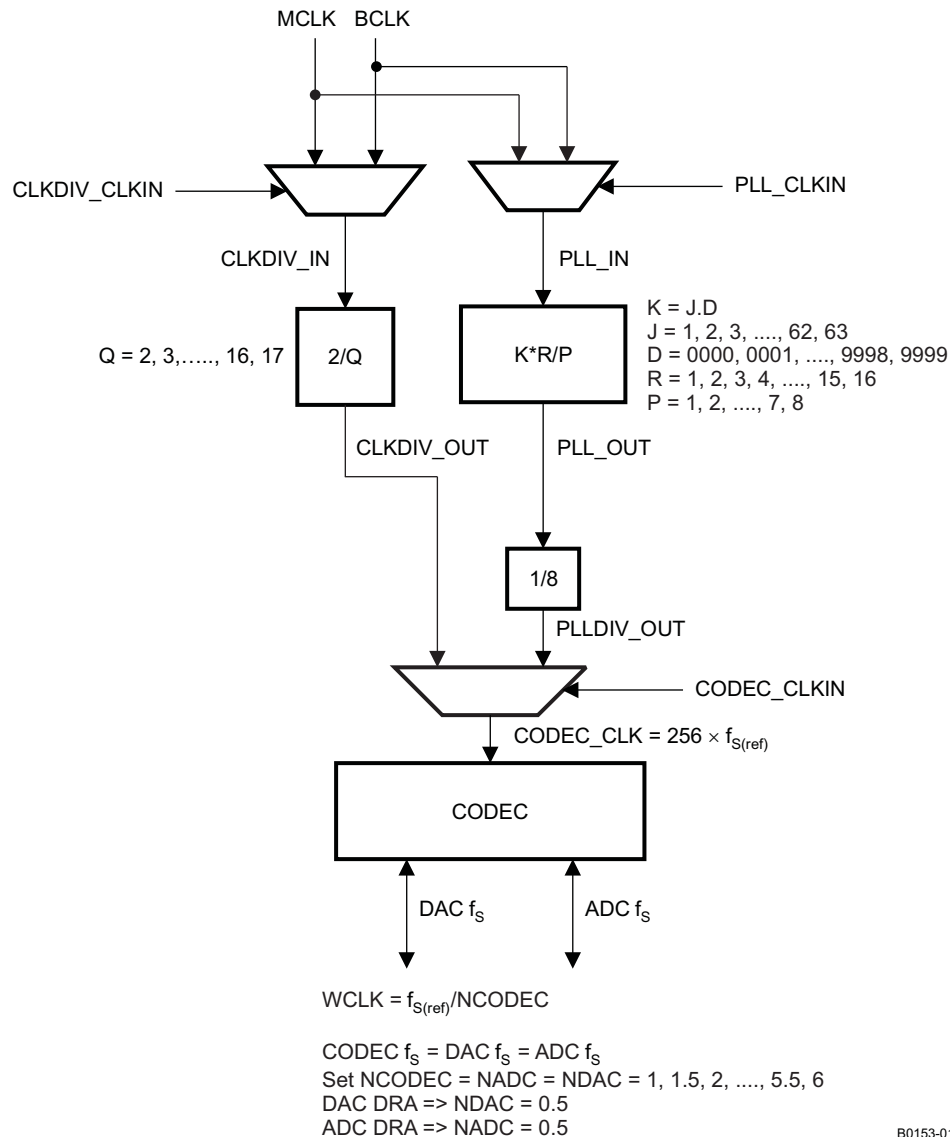 MCLK BCLK
CLKDIV_CLKIN
PLL_CLKIN
CLKDIV_IN
PLL_IN
Q = 2, 3,....., 16, 17
2/Q
K*R/P
K = J.D
J = 1, 2, 3, ...., 62, 63
D = 0000, 0001, ...., 9998, 9999
R = 1, 2, 3, 4, ...., 15, 16
P = 1, 2, ...., 7, 8
CLKDIV_OUT
PLL_OUT
1/8
PLLDIV_OUT
CODEC_CLKIN
CODEC_CLK = 256 × fS(ref)
CODEC
DAC fS
ADC fS
WCLK = fS(ref)/NCODEC
CODEC fS = DAC fS = ADC fS
Set NCODEC = NADC = NDAC = 1, 1.5, 2, ...., 5.5, 6
DAC DRA => NDAC = 0.5
ADC DRA => NADC = 0.5